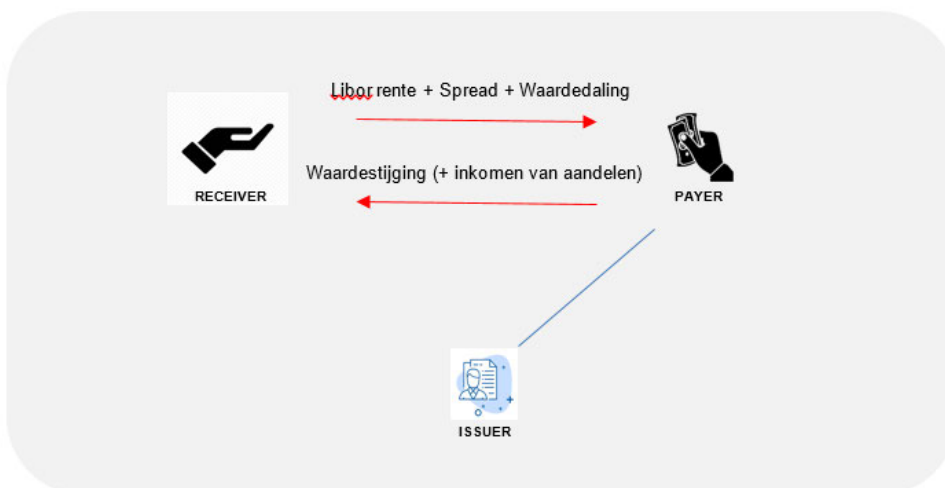 Libor rente + Spread + Waardedaling
Waardestijging (+ inkomen van aandelen)
RECEIVER
PAYER
ISSUER